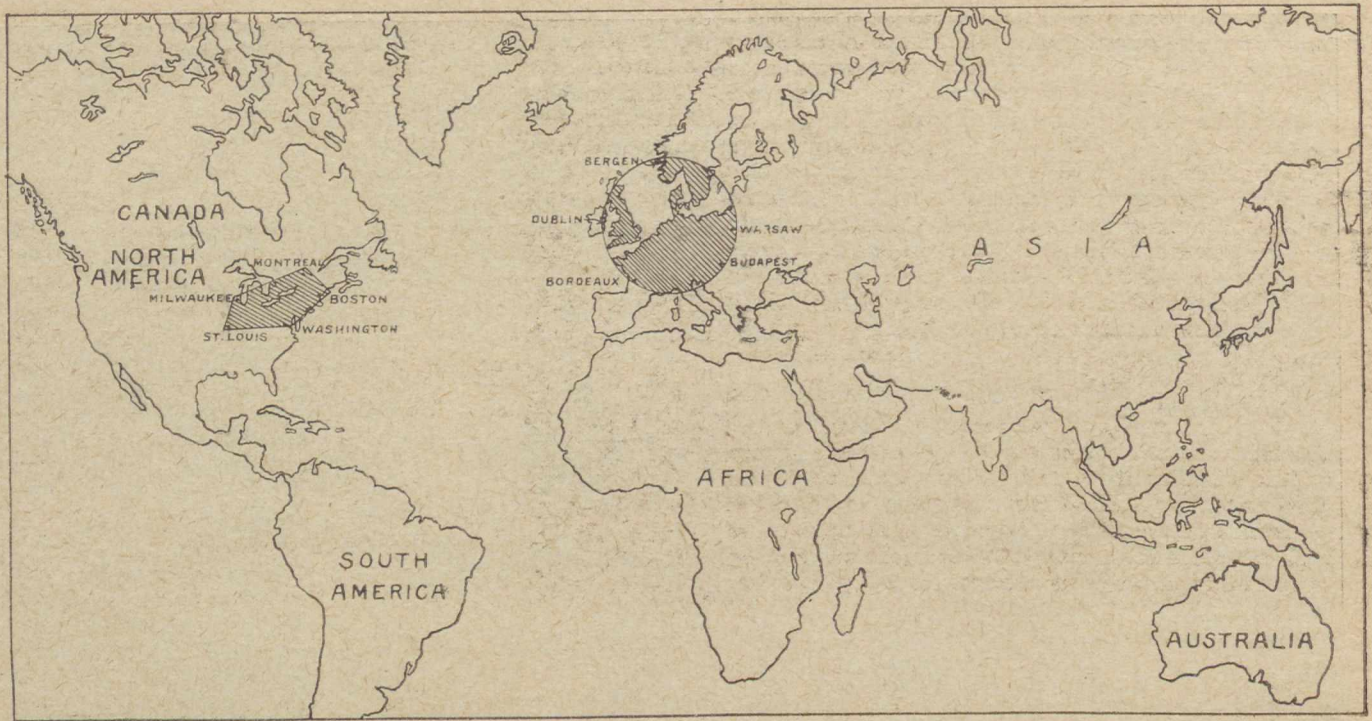 BERGEN
CANADA
DUBLIN
WARSAW
ASIA
NORTH
AMERICA
MONTREAL
BUDAPEST
BORDEAUX
MILWAUKEE
BOSTON
ST. LOUIS
WASHINGTON
AFRICA
SOUTH
AMERICA
AUSTRALIA